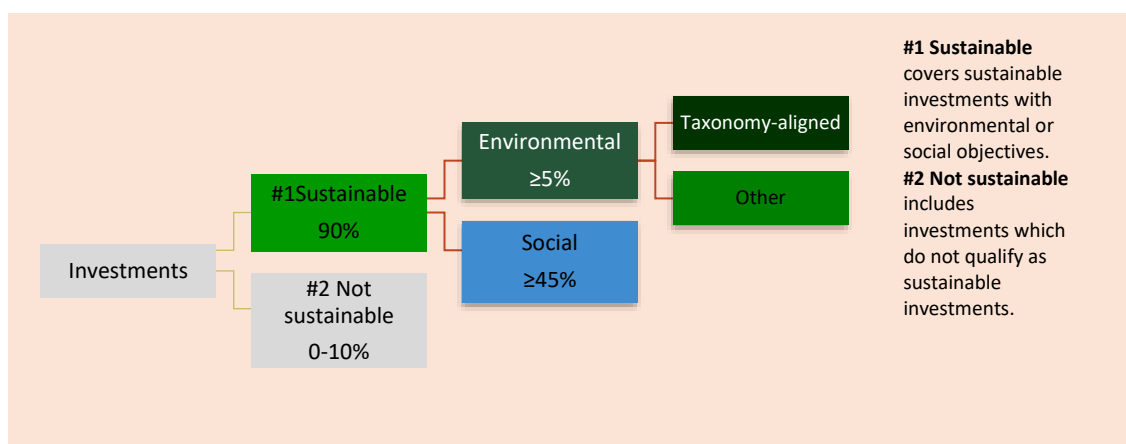 Investments
#1Sustainable
90%
#2 Not
sustainable
0-10%
Environmental
≥5%
Social
≥45%
Taxonomy-aligned
Other
#1 Sustainable
covers sustainable
investments with
environmental or
social objectives.
#2 Not sustainable
includes
investments which
do not qualify as
sustainable
investments.